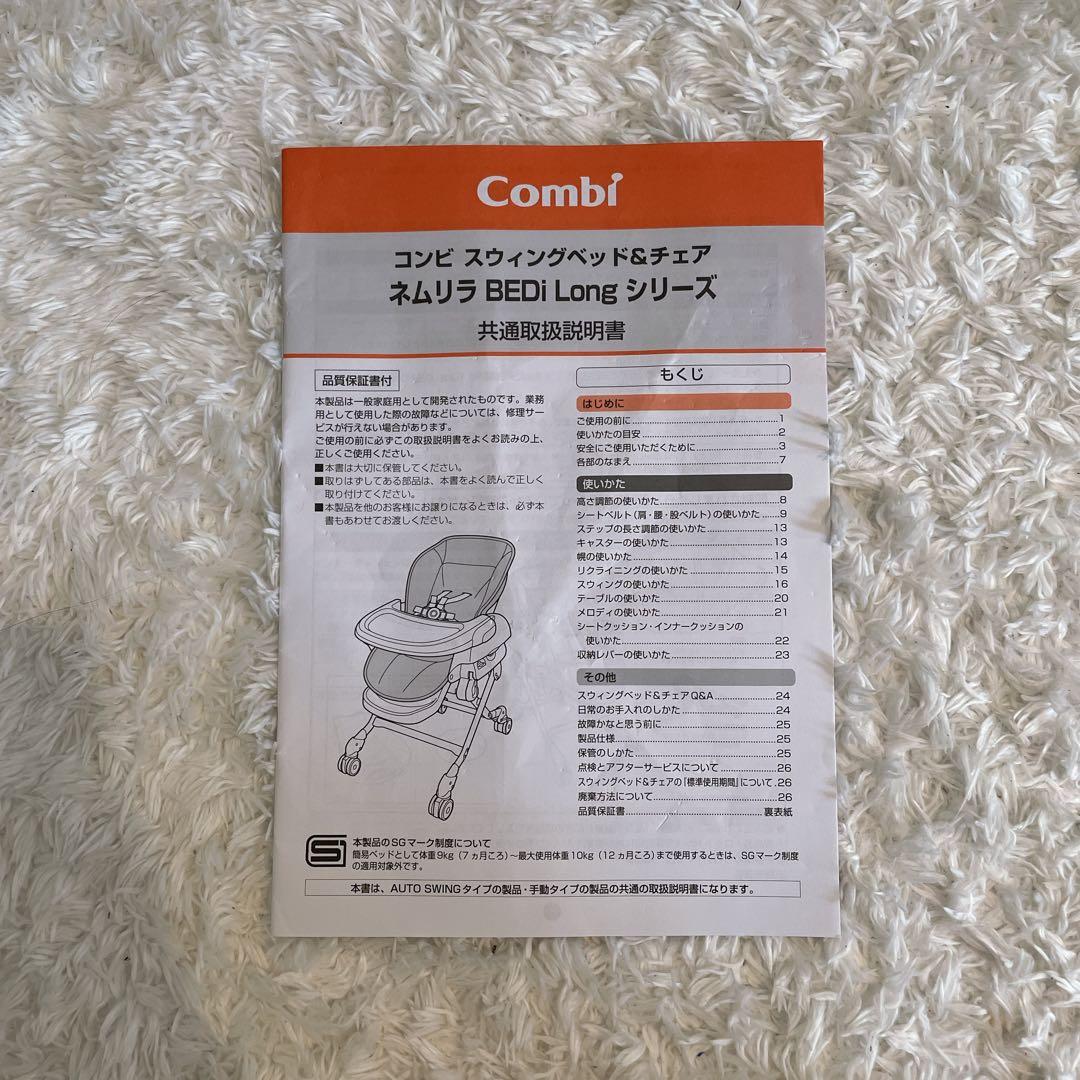 Combi
コンビ スウィングベッド&チェア
ネムリラ BEDi Long シリーズ
共通取扱説明書
品質保証書付
本製品は一般家庭用として開発されたものです。業務
用として使用した際の故障などについては、修理サー
ビスが行えない場合があります。
ご使用の前に必ずこの取扱説明書をよくお読みの上、
正しくご使用ください。
■本書は大切に保管してください。
■取りはずしてある部品は、本書をよく読んで正しく
取り付けてください。
■本製品を他のお客様にお譲りになるときは、必ず本
書もあわせてお渡しください。
もくじ
はじめに
ご使用の前に……1
使いかたの目安……2
安全にご使用いただくために……3
各部のなまえ……7
使いかた
高さ調節の使いかた……8
シートベルト（肩・腰・股ベルト）の使いかた……9
ステップの長さ調節の使いかた……13
キャスターの使いかた……13
幌の使いかた……14
リクライニングの使いかた……15
スウィングの使いかた……16
テーブルの使いかた……20
メロディの使いかた……21
シートクッション・インナークッションの
使いかた……22
収納レバーの使いかた……23
その他
スウィングベッド&チェアQ&A……24
日常のお手入れのしかた……24
故障かなと思う前に……25
製品仕様……25
保管のしかた……25
点検とアフターサービスについて……26
スウィングベッド&チェアの「標準使用期間」について.26
廃棄方法について……26
品質保証書……裏表紙
SG
本製品のSGマーク制度について
簡易ベッドとして体重9kg（7ヵ月ころ）～最大使用体重10kg（12ヵ月ころ）まで使用するときは、SGマーク制度
の適用対象外です。
本書は、AUTO SWINGタイプの製品・手動タイプの製品の共通の取扱説明書になります。